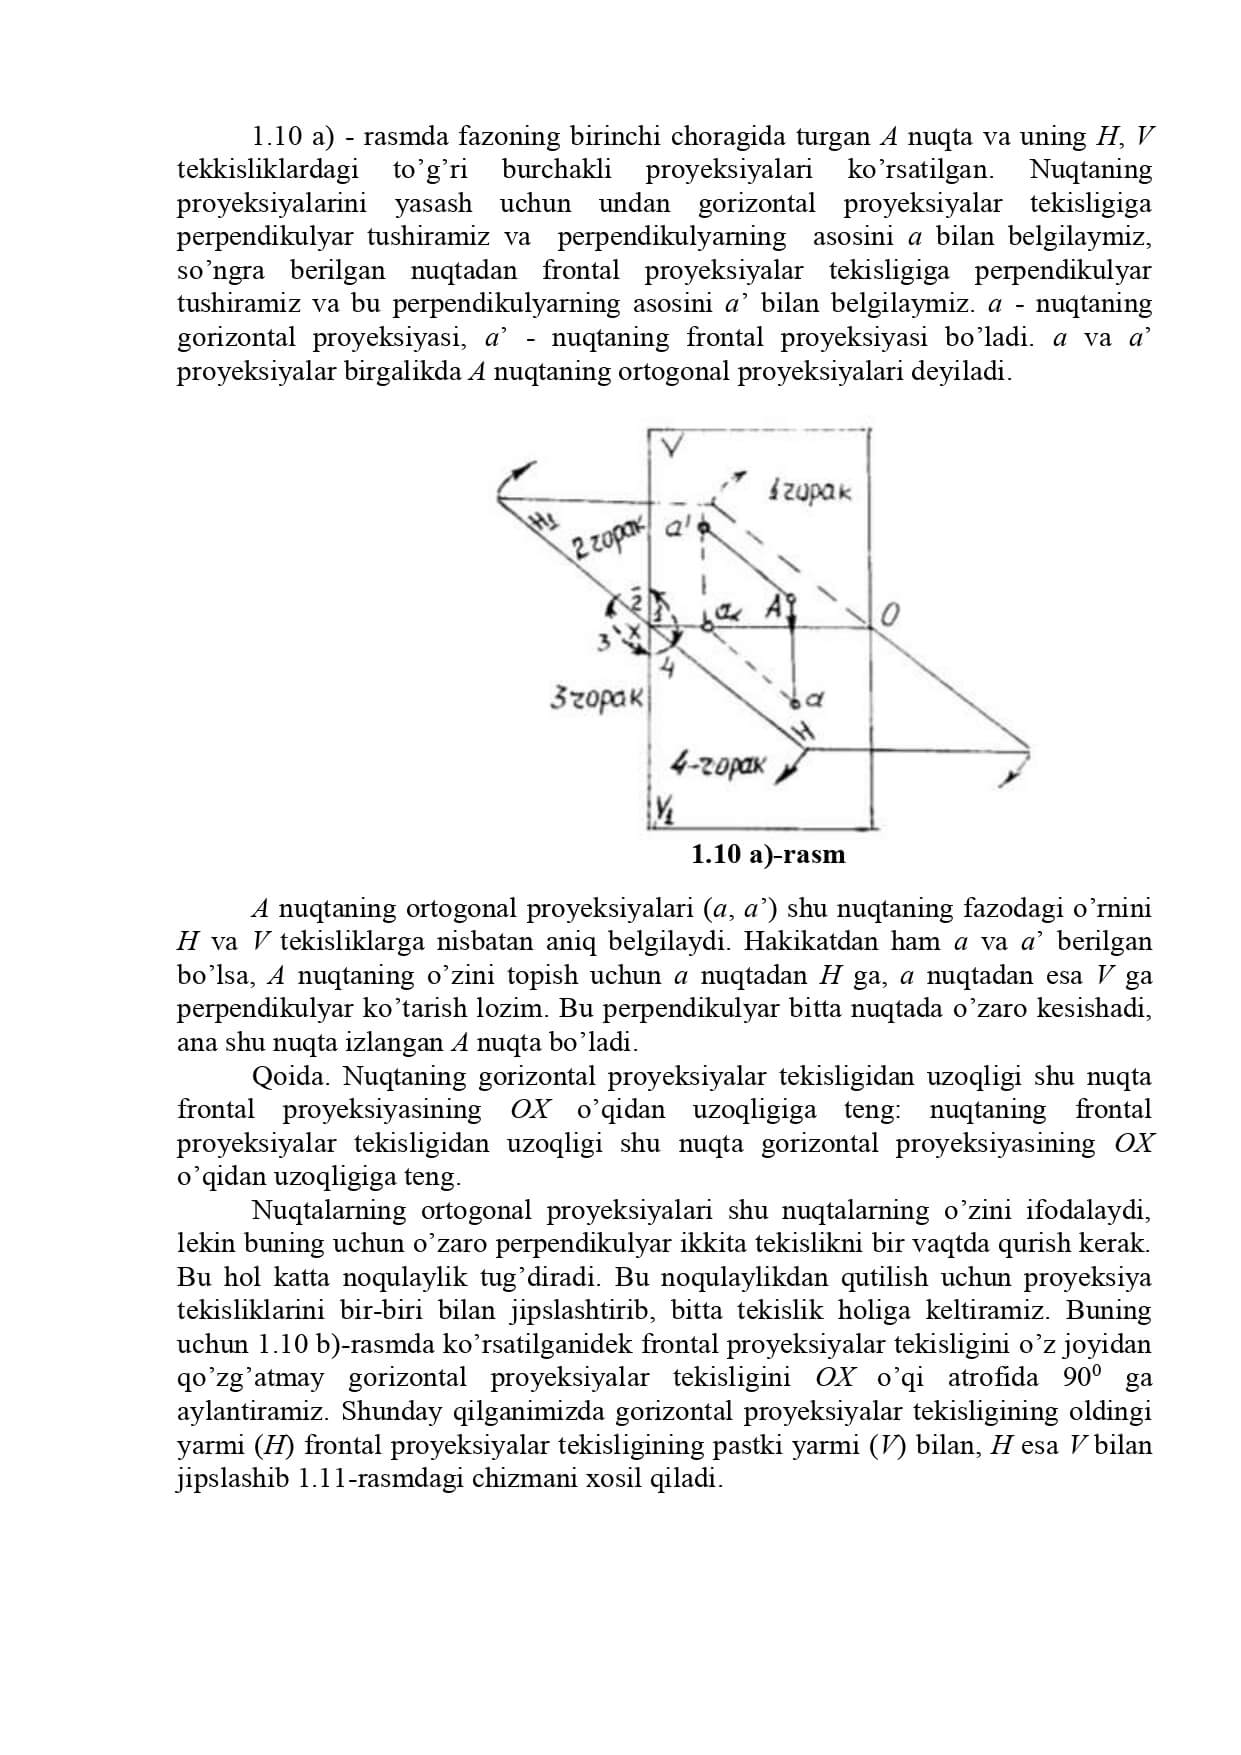 1.10 a) - rasmda fazoning birinchi choragida turgan A nuqta va uning H, V
tekkisliklardagi to’g’ri burchakli proyeksiyalari ko’rsatilgan. Nuqtaning
proyeksiyalarini yasash uchun undan gorizontal proyeksiyalar tekisligiga
perpendikulyar tushiramiz va perpendikulyarning asosini a bilan belgilaymiz,
so’ngra berilgan nuqtadan frontal proyeksiyalar tekisligiga perpendikulyar
tushiramiz va bu perpendikulyarning asosini a’ bilan belgilaymiz. a - nuqtaning
gorizontal proyeksiyasi, a’ - nuqtaning frontal proyeksiyasi bo’ladi. a va a’
proyeksiyalar birgalikda A nuqtaning ortogonal proyeksiyalari deyiladi.
V
1 чорак
H1
2 чорак
a'
2
1
ax
A
O
3
x
4
3 чорак
a
H
4-чорак
V1
1.10 a)-rasm
A nuqtaning ortogonal proyeksiyalari (a, a’) shu nuqtaning fazodagi o’rnini
H va V tekisliklarga nisbatan aniq belgilaydi. Hakikatdan ham a va a’ berilgan
bo’lsa, A nuqtaning o’zini topish uchun a nuqtadan H ga, a nuqtadan esa V ga
perpendikulyar ko’tarish lozim. Bu perpendikulyar bitta nuqtada o’zaro kesishadi,
ana shu nuqta izlangan A nuqta bo’ladi.
Qoida. Nuqtaning gorizontal proyeksiyalar tekisligidan uzoqligi shu nuqta
frontal proyeksiyasining OX o’qidan uzoqligiga teng: nuqtaning frontal
proyeksiyalar tekisligidan uzoqligi shu nuqta gorizontal proyeksiyasining OX
o’qidan uzoqligiga teng.
Nuqtalarning ortogonal proyeksiyalari shu nuqtalarning o’zini ifodalaydi,
lekin buning uchun o’zaro perpendikulyar ikkita tekislikni bir vaqtda qurish kerak.
Bu hol katta noqulaylik tug’diradi. Bu noqulaylikdan qutilish uchun proyeksiya
tekisliklarini bir-biri bilan jipslashtirib, bitta tekislik holiga keltiramiz. Buning
uchun 1.10 b)-rasmda ko’rsatilganidek frontal proyeksiyalar tekisligini o’z joyidan
qo’zg’atmay gorizontal proyeksiyalar tekisligini OX o’qi atrofida 90⁰ ga
aylantiramiz. Shunday qilganimizda gorizontal proyeksiyalar tekisligining oldingi
yarmi (H) frontal proyeksiyalar tekisligining pastki yarmi (V) bilan, H esa V bilan
jipslashib 1.11-rasmdagi chizmani xosil qiladi.